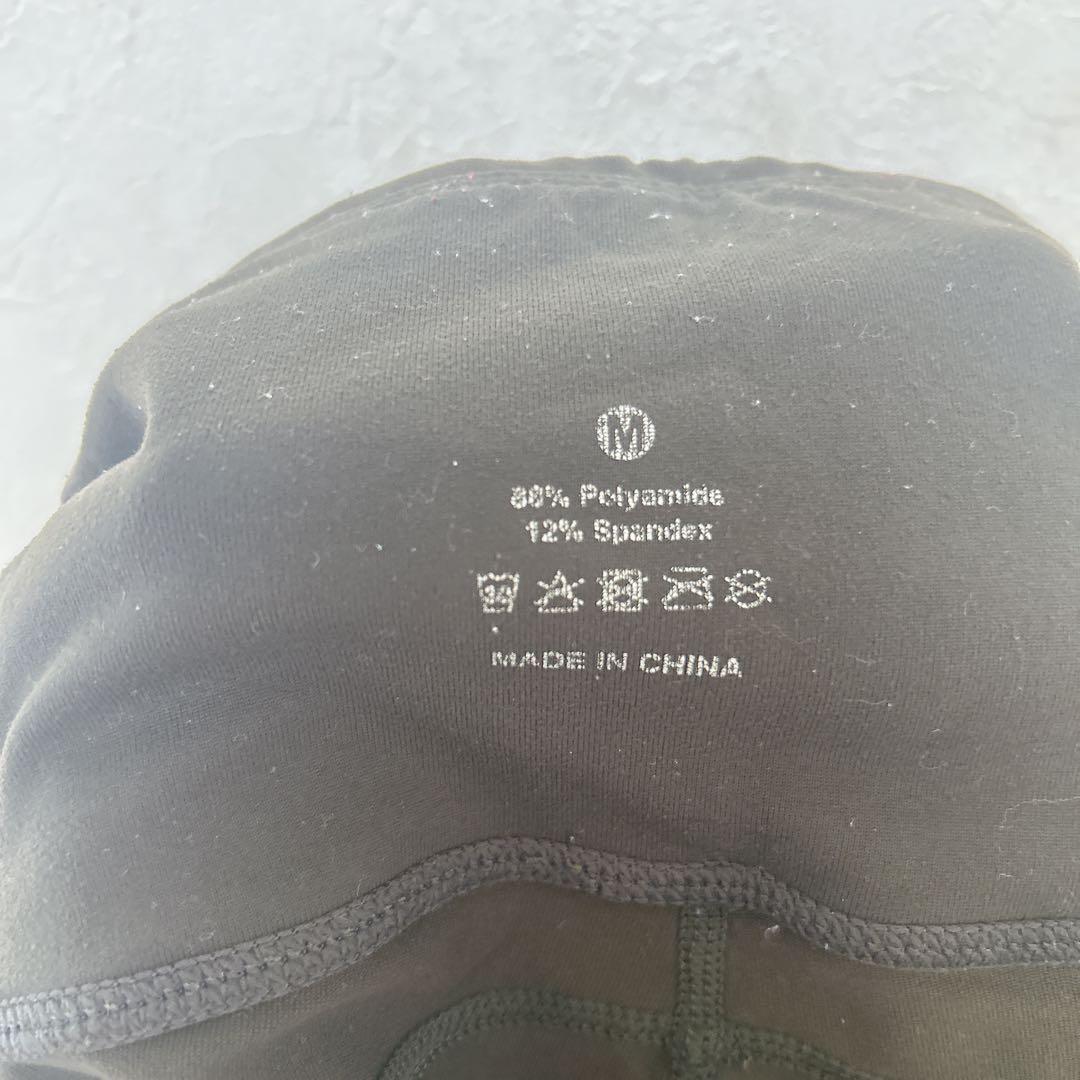 M
88% Polyamide
12% Spandex
MADE IN CHINA